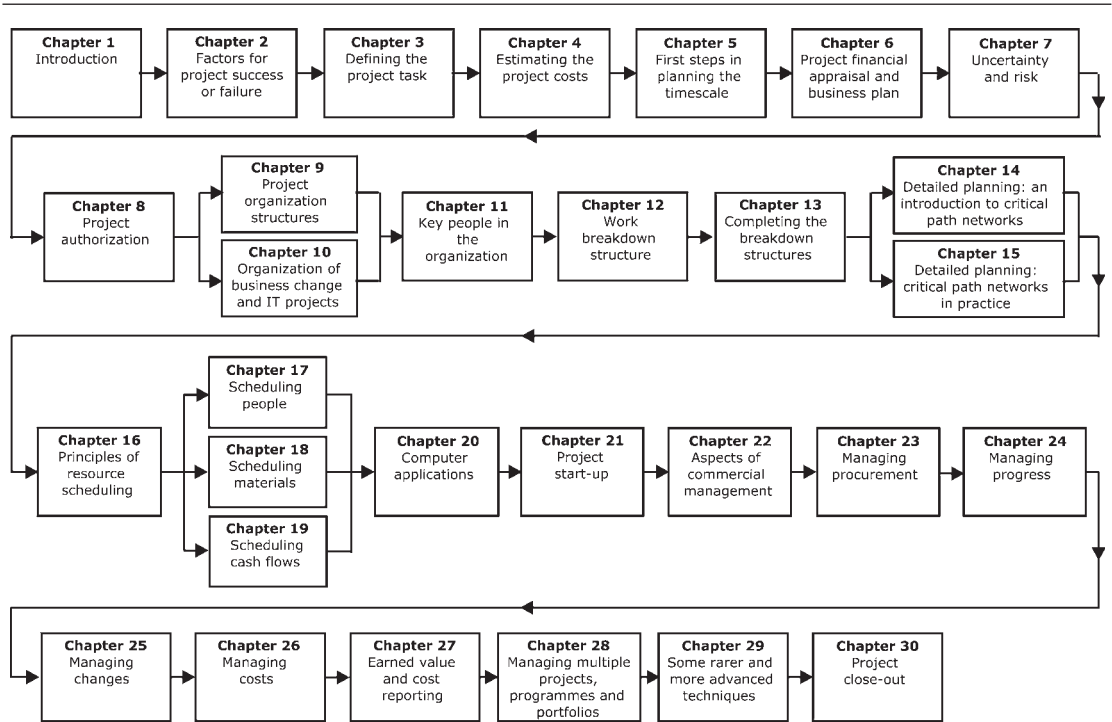 Chapter 1
Introduction
Chapter 2
Factors for
project success
or failure
Chapter 3
Defining the
project task
Chapter 4
Estimating the
project costs
Chapter 5
First steps in
planning the
timescale
Chapter 6
Project financial
appraisal and
business plan
Chapter 7
Uncertainty
and risk
Chapter 8
Project
authorization
Chapter 9
Project
organization
structures
Chapter 10
Organization of
business change
and IT projects
Chapter 11
Key people in
the
organization
Chapter 12
Work
breakdown
structure
Chapter 13
Completing the
breakdown
structures
Chapter 14
Detailed planning: an
introduction to critical
path networks
Chapter 15
Detailed planning:
critical path networks
in practice
Chapter 16
Principles of
resource
scheduling
Chapter 17
Scheduling
people
Chapter 18
Scheduling
materials
Chapter 19
Scheduling
cash flows
Chapter 20
Computer
applications
Chapter 21
Project
start-up
Chapter 22
Aspects of
commercial
management
Chapter 23
Managing
procurement
Chapter 24
Managing
progress
Chapter 25
Managing
changes
Chapter 26
Managing
costs
Chapter 27
Earned value
and cost
reporting
Chapter 28
Managing multiple
projects,
programmes and
portfolios
Chapter 29
Some rarer and
more advanced
techniques
Chapter 30
Project
close-out